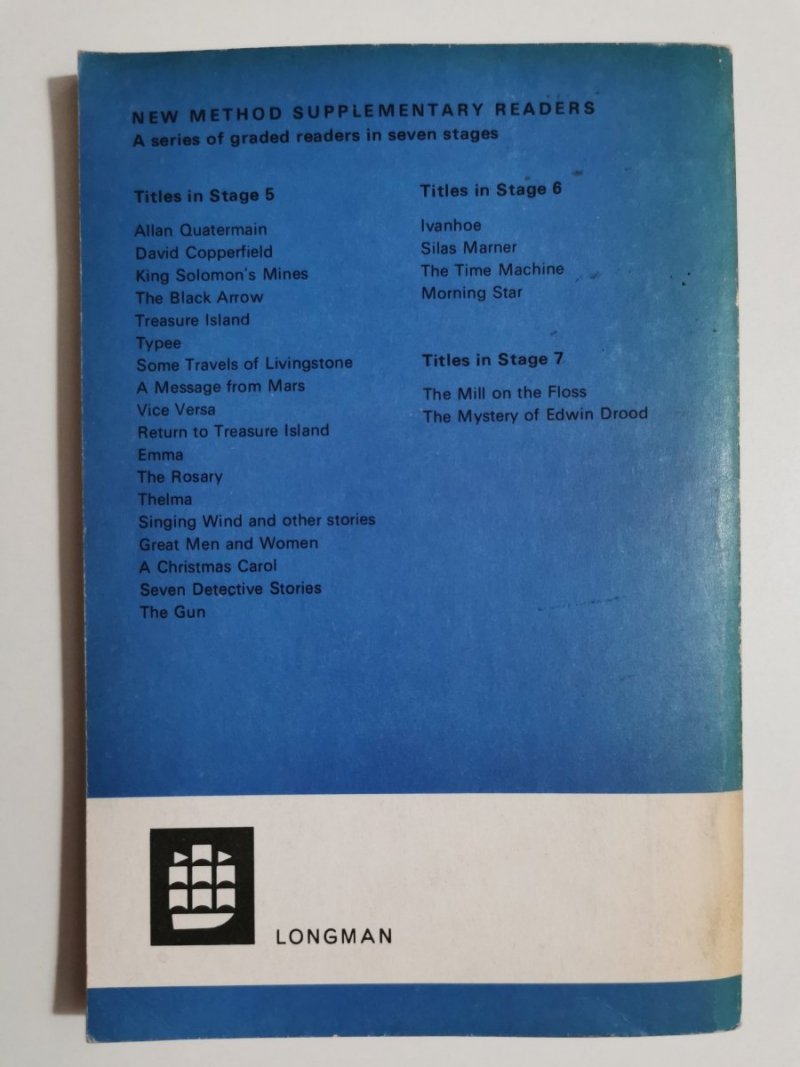 NEW METHOD SUPPLEMENTARY READERS
A series of graded readers in seven stages
Titles in Stage 5
Allan Quatermain
David Copperfield
King Solomon's Mines
The Black Arrow
Treasure Island
Typee
Some Travels of Livingstone
A Message from Mars
Vice Versa
Return to Treasure Island
Emma
The Rosary
Thelma
Singing Wind and other stories
Great Men and Women
A Christmas Carol
Seven Detective Stories
The Gun
Titles in Stage 6
Ivanhoe
Silas Marner
The Time Machine
Morning Star
Titles in Stage 7
The Mill on the Floss
The Mystery of Edwin Drood
LONGMAN